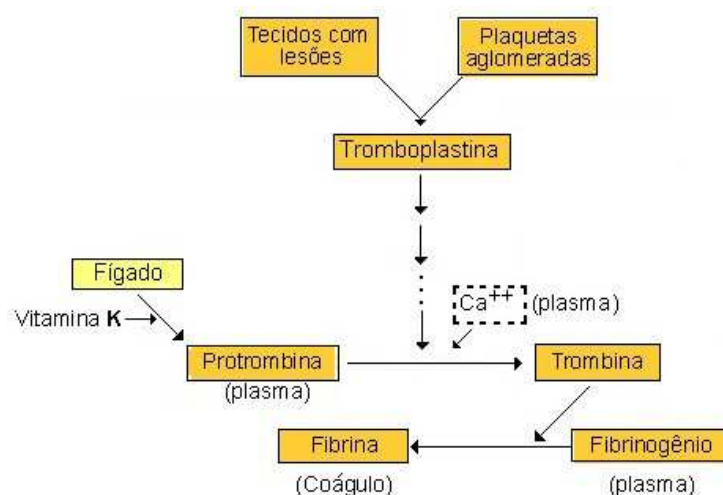 Tecidos com
lesões
Plaquetas
aglomeradas
Tromboplastina
Fígado
Vitamina K
Ca++ (plasma)
Protrombina
(plasma)
Trombina
Fibrina
(Coágulo)
Fibrinogênio
(plasma)